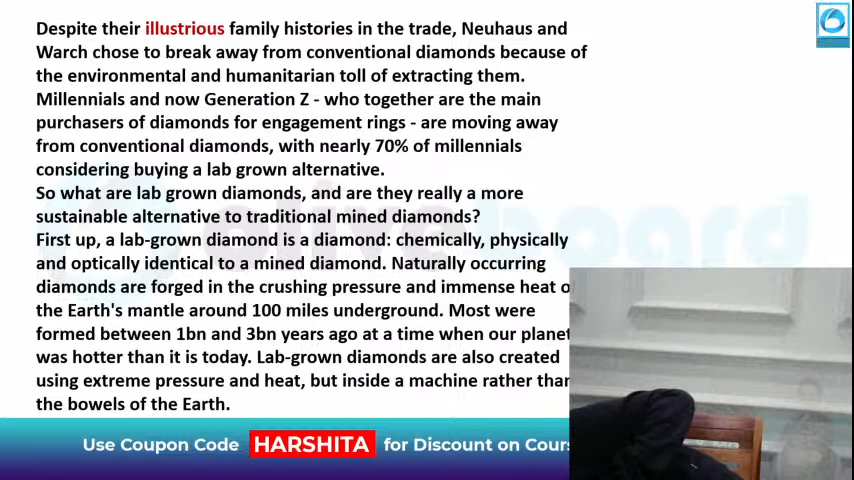 Despite their illustrious family histories in the trade, Neuhaus and
Warch chose to break away from conventional diamonds because of
the environmental and humanitarian toll of extracting them.
Millennials and now Generation Z - who together are the main
purchasers of diamonds for engagement rings - are moving away
from conventional diamonds, with nearly 70% of millennials
considering buying a lab grown alternative.
So what are lab grown diamonds, and are they really a more
sustainable alternative to traditional mined diamonds?
First up, a lab-grown diamond is a diamond: chemically, physically
and optically identical to a mined diamond. Naturally occurring
diamonds are forged in the crushing pressure and immense heat o
the Earth's mantle around 100 miles underground. Most were
formed between 1bn and 3bn years ago at a time when our planet
was hotter than it is today. Lab-grown diamonds are also created
using extreme pressure and heat, but inside a machine rather than
the bowels of the Earth.
oliveboard
Use Coupon Code HARSHITA for Discount on Cours